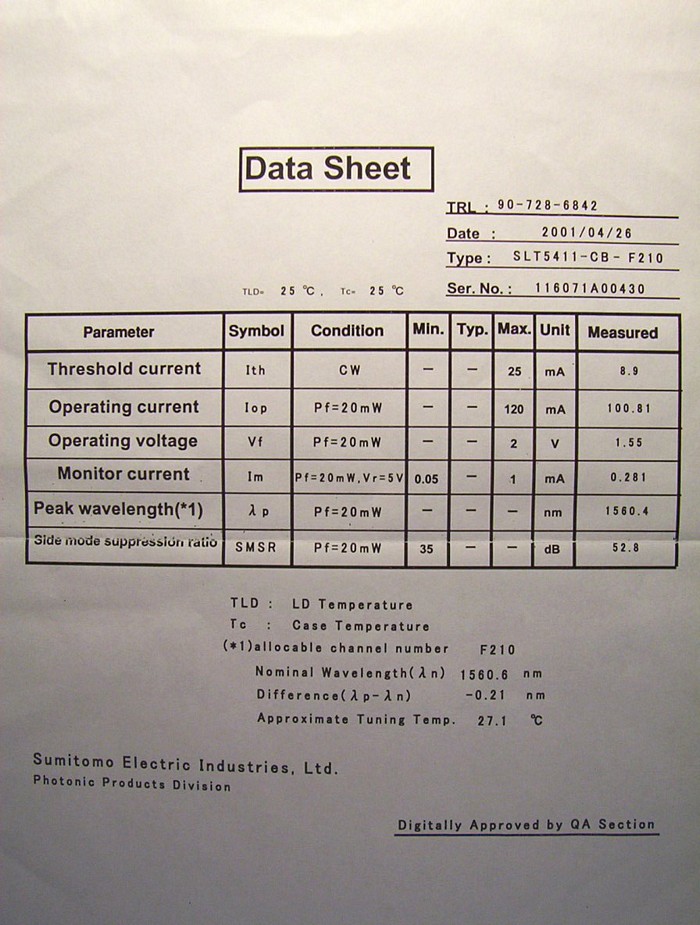 Data Sheet
TRL : 90-728-6842
Date : 2001/04/26
Type : SLT5411-CB- F210
TLD= 25 ℃, Tc= 25 ℃
Ser. No. : 116071A00430
Parameter Symbol Condition Min. Typ. Max. Unit Measured
Threshold current Ith CW — — 25 mA 8.9
Operating current Iop Pf=20mW — — 120 mA 100.81
Operating voltage Vf Pf=20mW — — 2 V 1.55
Monitor current Im Pf=20mW,Vr=5V 0.05 — 1 mA 0.281
Peak wavelength(*1) λp Pf=20mW — — — nm 1560.4
Side mode suppression ratio SMSR Pf=20mW 35 — — dB 52.8
TLD : LD Temperature
Tc : Case Temperature
(*1)allocable channel number F210
Nominal Wavelength(λn) 1560.6 nm
Difference(λp-λn) -0.21 nm
Approximate Tuning Temp. 27.1 ℃
Sumitomo Electric Industries, Ltd.
Photonic Products Division
Digitally Approved by QA Section